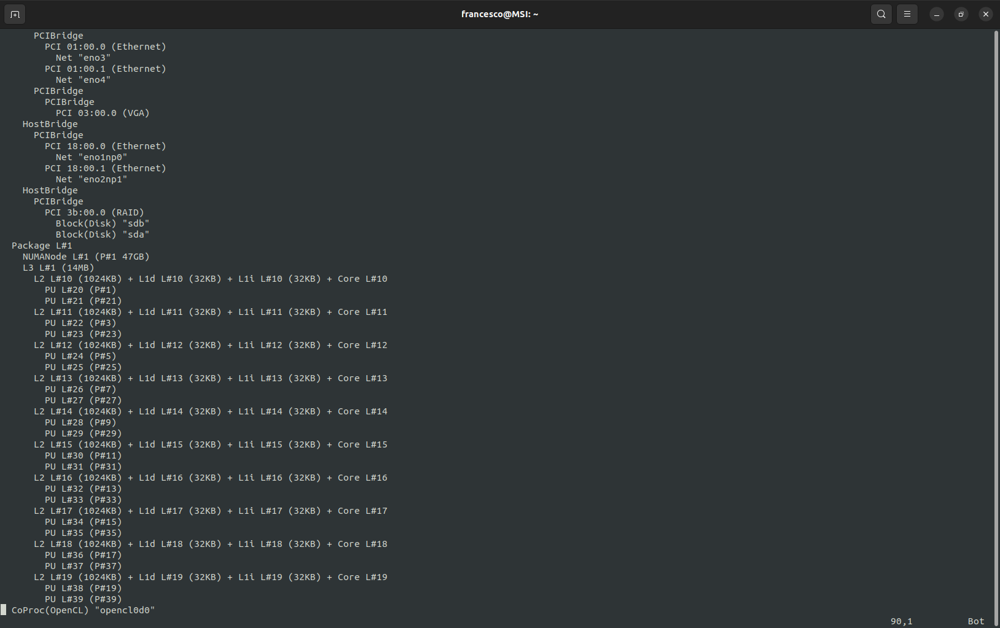 francesco@MSI: ~
PCIBridge
PCI 01:00.0 (Ethernet)
Net "eno3"
PCI 01:00.1 (Ethernet)
Net "eno4"
PCIBridge
PCIBridge
PCI 03:00.0 (VGA)
HostBridge
PCIBridge
PCI 18:00.0 (Ethernet)
Net "eno1np0"
PCI 18:00.1 (Ethernet)
Net "eno2np1"
HostBridge
PCIBridge
PCI 3b:00.0 (RAID)
Block(Disk) "sdb"
Block(Disk) "sda"
Package L#1
NUMANode L#1 (P#1 47GB)
L3 L#1 (14MB)
L2 L#10 (1024KB) + L1d L#10 (32KB) + L1i L#10 (32KB) + Core L#10
PU L#20 (P#1)
PU L#21 (P#21)
L2 L#11 (1024KB) + L1d L#11 (32KB) + L1i L#11 (32KB) + Core L#11
PU L#22 (P#3)
PU L#23 (P#23)
L2 L#12 (1024KB) + L1d L#12 (32KB) + L1i L#12 (32KB) + Core L#12
PU L#24 (P#5)
PU L#25 (P#25)
L2 L#13 (1024KB) + L1d L#13 (32KB) + L1i L#13 (32KB) + Core L#13
PU L#26 (P#7)
PU L#27 (P#27)
L2 L#14 (1024KB) + L1d L#14 (32KB) + L1i L#14 (32KB) + Core L#14
PU L#28 (P#9)
PU L#29 (P#29)
L2 L#15 (1024KB) + L1d L#15 (32KB) + L1i L#15 (32KB) + Core L#15
PU L#30 (P#11)
PU L#31 (P#31)
L2 L#16 (1024KB) + L1d L#16 (32KB) + L1i L#16 (32KB) + Core L#16
PU L#32 (P#13)
PU L#33 (P#33)
L2 L#17 (1024KB) + L1d L#17 (32KB) + L1i L#17 (32KB) + Core L#17
PU L#34 (P#15)
PU L#35 (P#35)
L2 L#18 (1024KB) + L1d L#18 (32KB) + L1i L#18 (32KB) + Core L#18
PU L#36 (P#17)
PU L#37 (P#37)
L2 L#19 (1024KB) + L1d L#19 (32KB) + L1i L#19 (32KB) + Core L#19
PU L#38 (P#19)
PU L#39 (P#39)
CoProc(OpenCL) "opencl0d0"
90,1 Bot